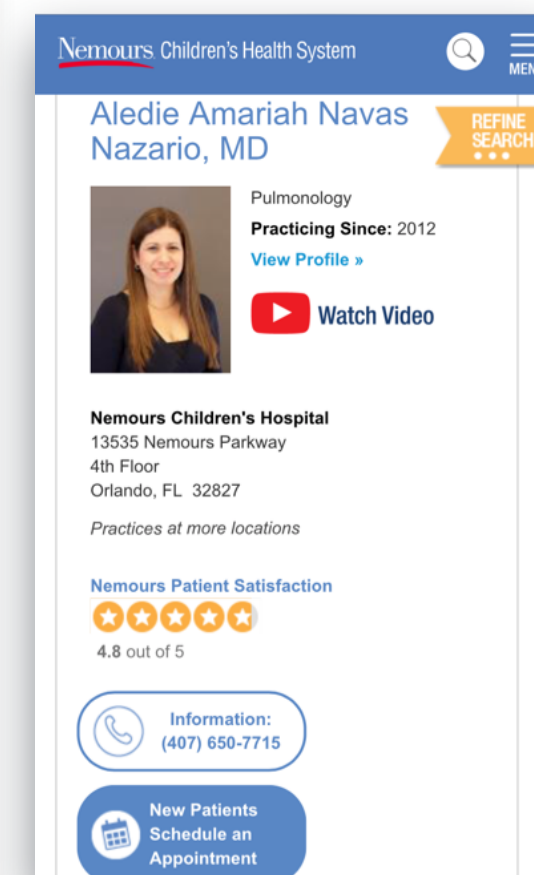 Nemours Children's Health System
MEN
Aledie Amariah Navas
Nazario, MD
REFINE
SEARCH
Pulmonology
Practicing Since: 2012
View Profile »
Watch Video
Nemours Children's Hospital
13535 Nemours Parkway
4th Floor
Orlando, FL 32827
Practices at more locations
Nemours Patient Satisfaction
4.8 out of 5
Information:
(407) 650-7715
New Patients
Schedule an
Appointment